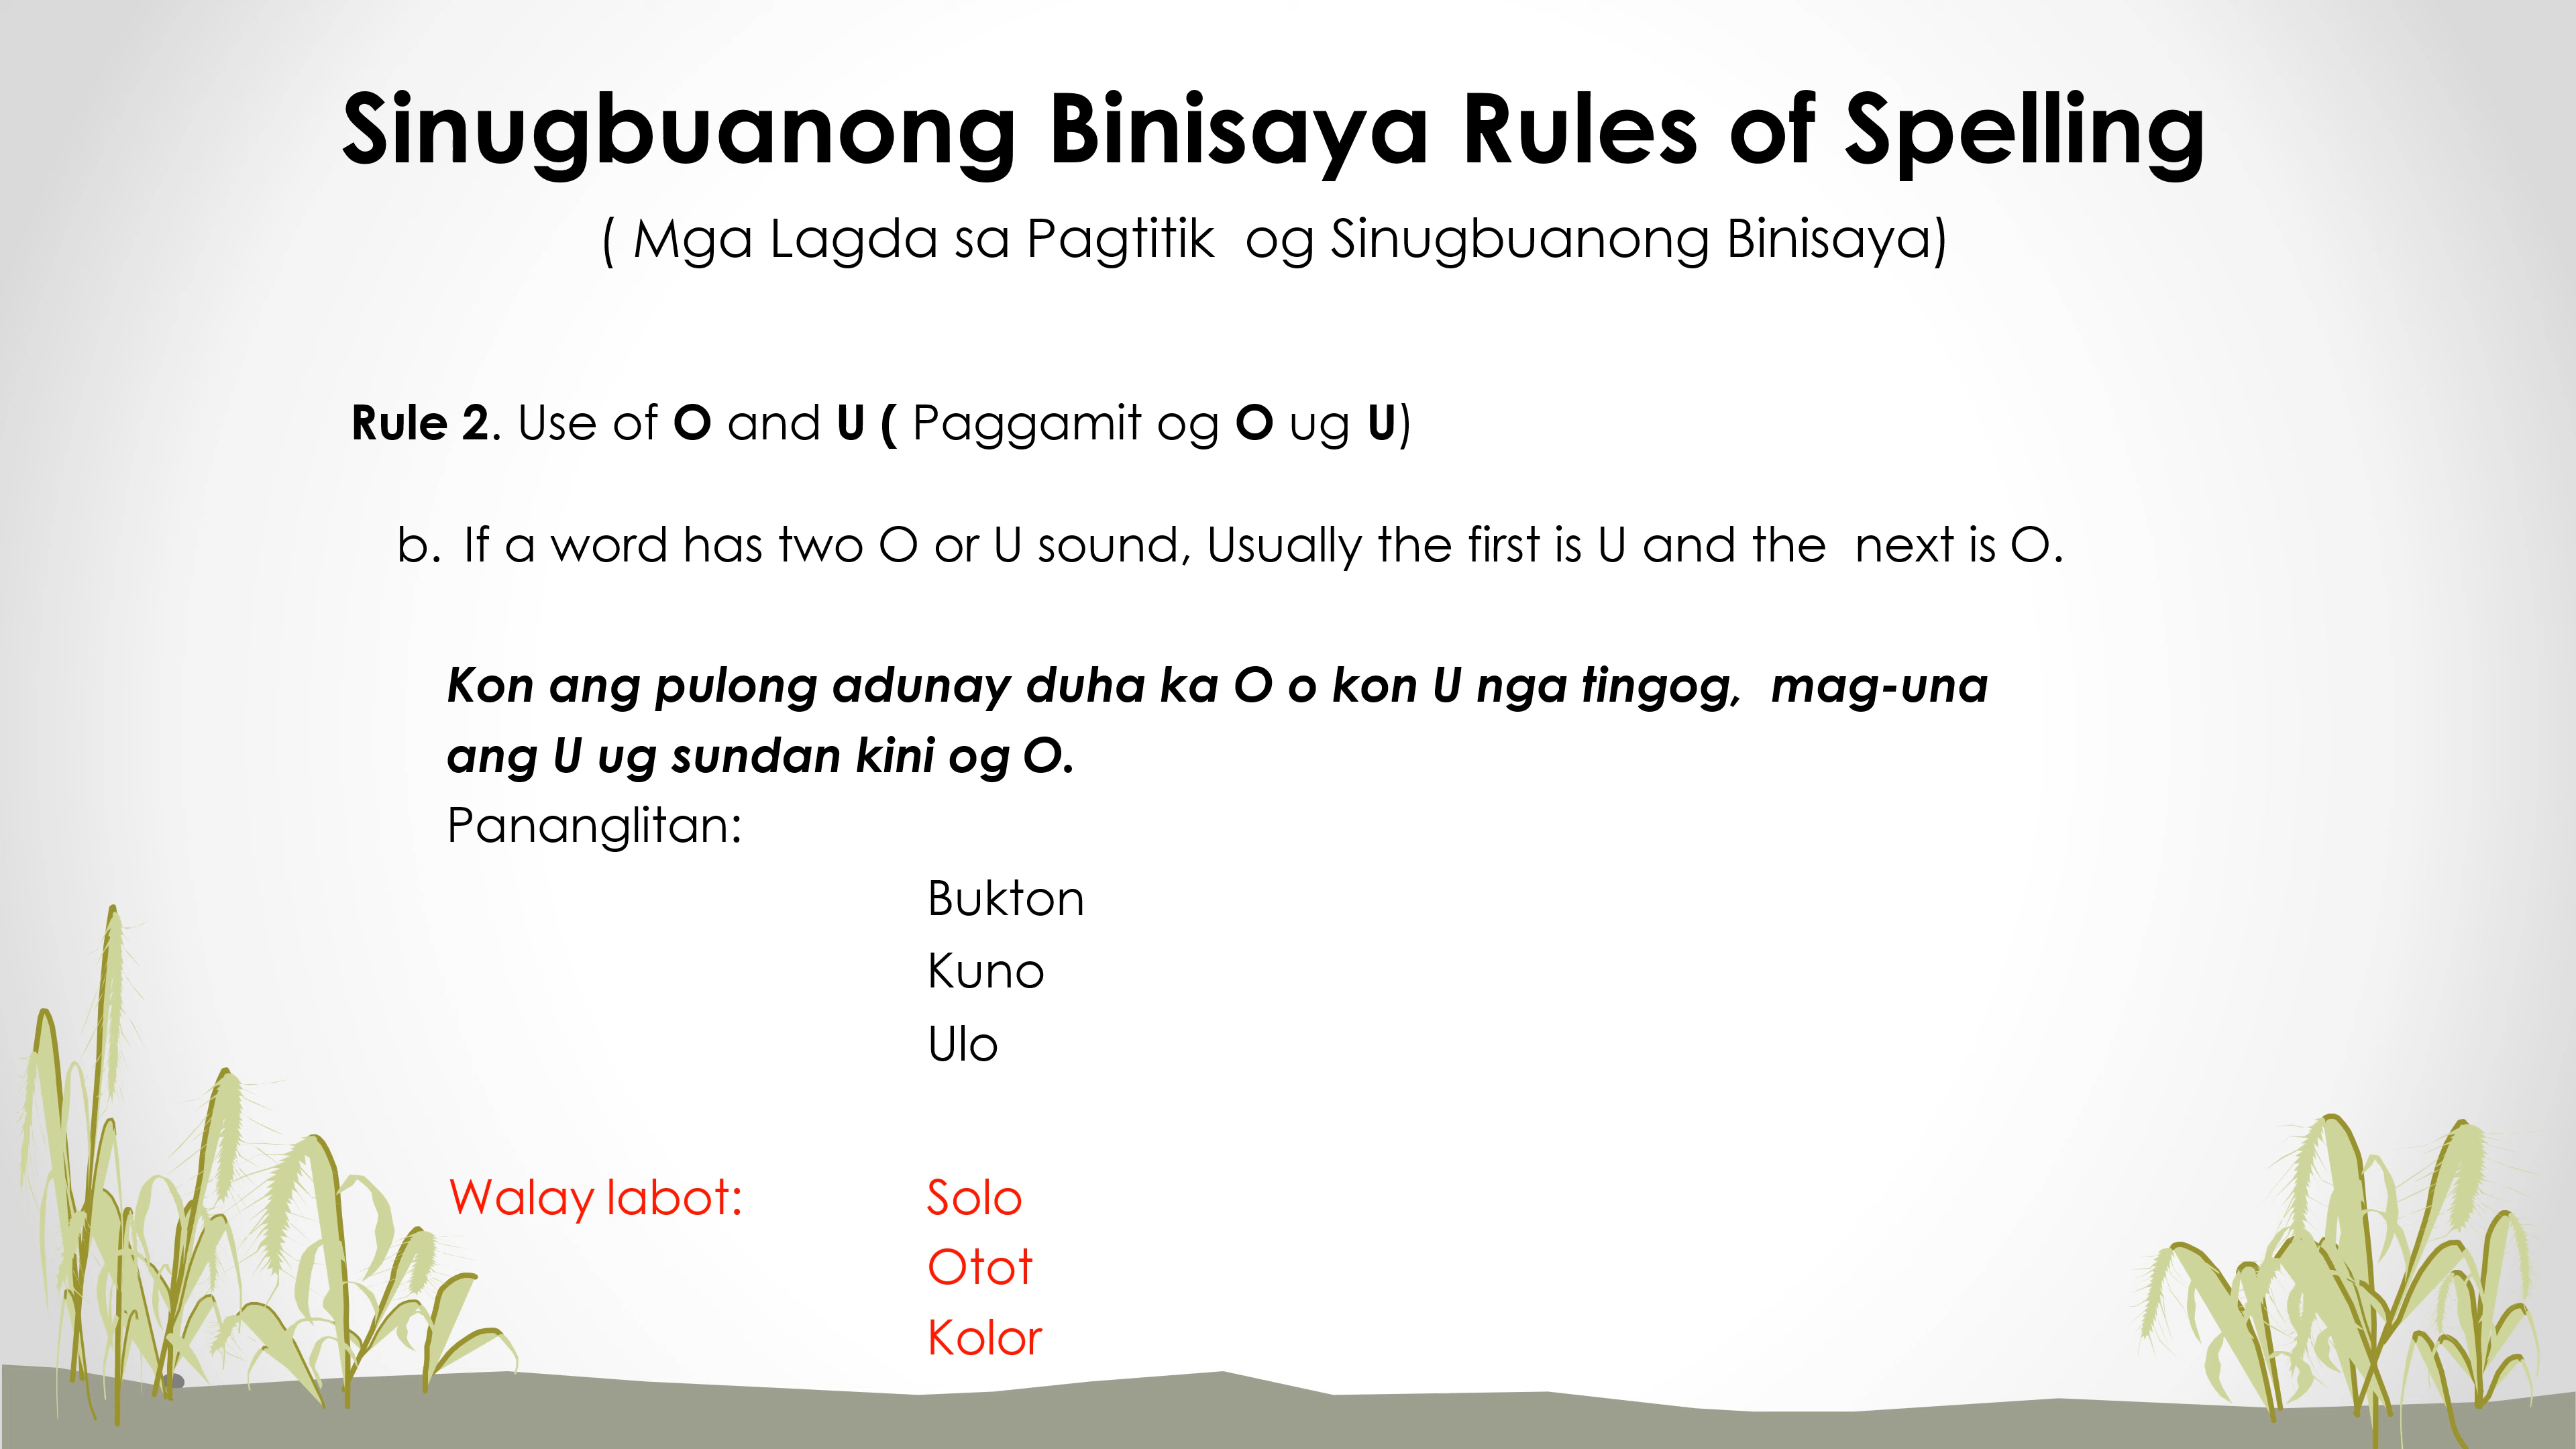 Sinugbuanong Binisaya Rules of Spelling
( Mga Lagda sa Pagtitik  og Sinugbuanong Binisaya)
Rule 2. Use of O and U ( Paggamit og O ug U)
b. If a word has two O or U sound, Usually the first is U and the  next is O.
Kon ang pulong adunay duha ka O o kon U nga tingog,  mag-una
ang U ug sundan kini og O.
Pananglitan:
Bukton
Kuno
Ulo
Walay labot: Solo
Otot
Kolor